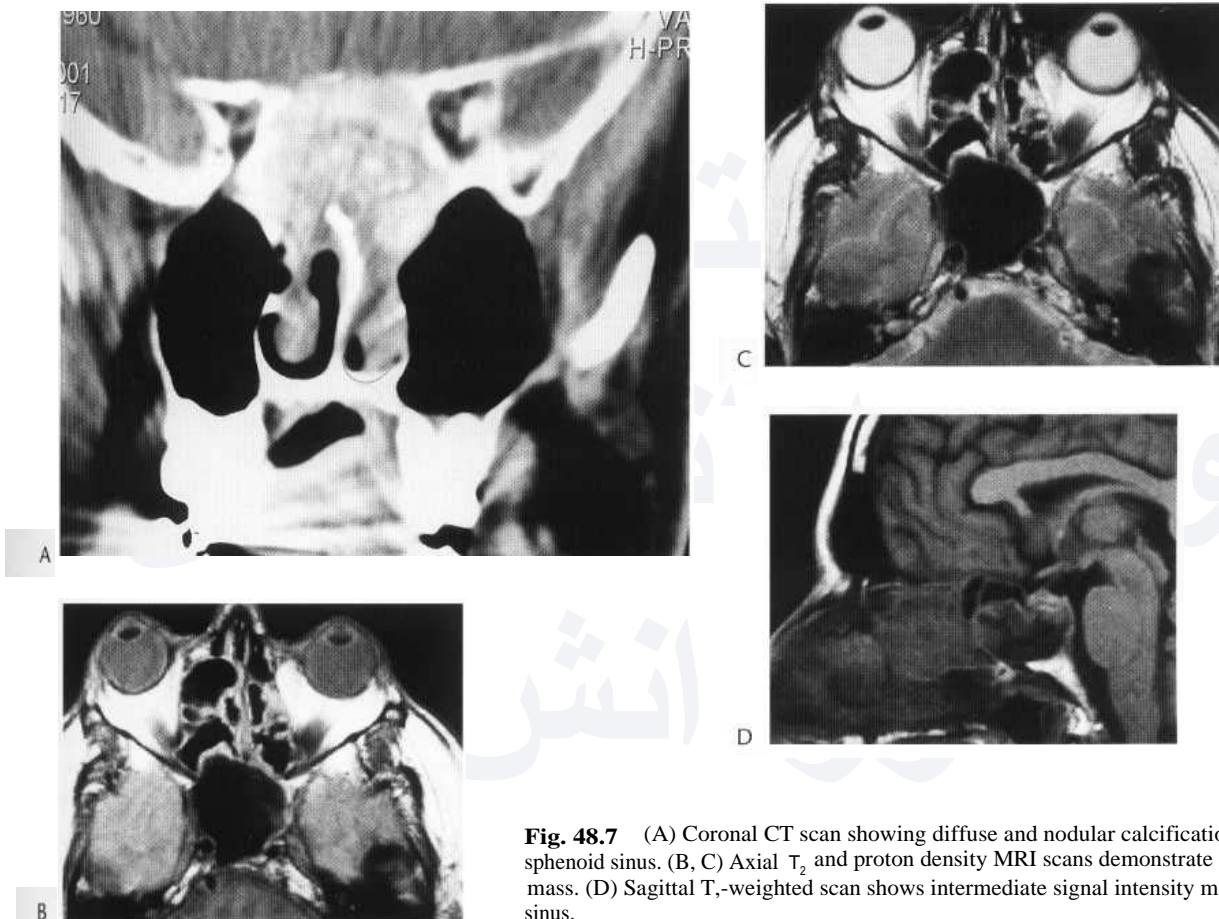 960
001
17
VA
H-PR
A
C
D
B
Fig. 48.7 (A) Coronal CT scan showing diffuse and nodular calcificatio
sphenoid sinus. (B, C) Axial T₂ and proton density MRI scans demonstrate
mass. (D) Sagittal T,-weighted scan shows intermediate signal intensity m
sinus.